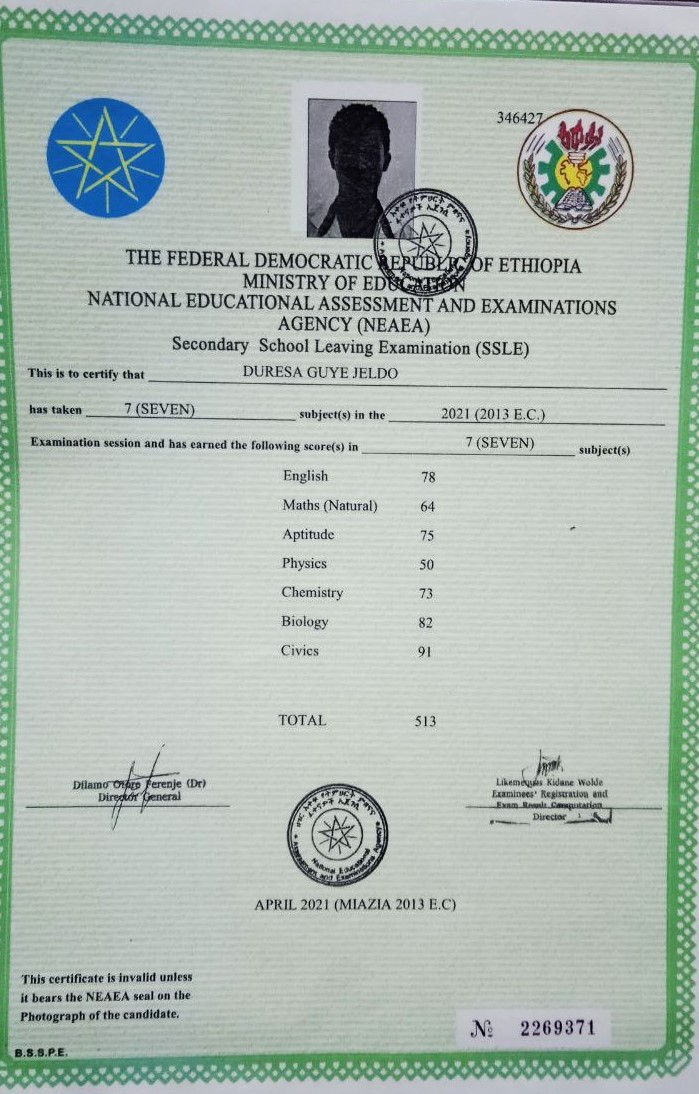 346427
THE FEDERAL DEMOCRATIC REPUBLIC OF ETHIOPIA
MINISTRY OF EDUCATION
NATIONAL EDUCATIONAL ASSESSMENT AND EXAMINATIONS
AGENCY (NEAEA)
Secondary School Leaving Examination (SSLE)
This is to certify that DURESA GUYE JELDO
has taken 7 (SEVEN) subject(s) in the 2021 (2013 E.C.)
Examination session and has earned the following score(s) in 7 (SEVEN) subject(s)
English 78
Maths (Natural) 64
Aptitude 75
Physics 50
Chemistry 73
Biology 82
Civics 91
TOTAL 513
Dilamo Otore Ferenje (Dr)
Director General
Likemequas Kidane Wolde
Examinees' Registration and
Exam Result Computation
Director
National Educational
Assessment and Examinations Agency
APRIL 2021 (MIAZIA 2013 E.C)
This certificate is invalid unless
it bears the NEAEA seal on the
Photograph of the candidate.
№ 2269371
B.S.S.P.E.